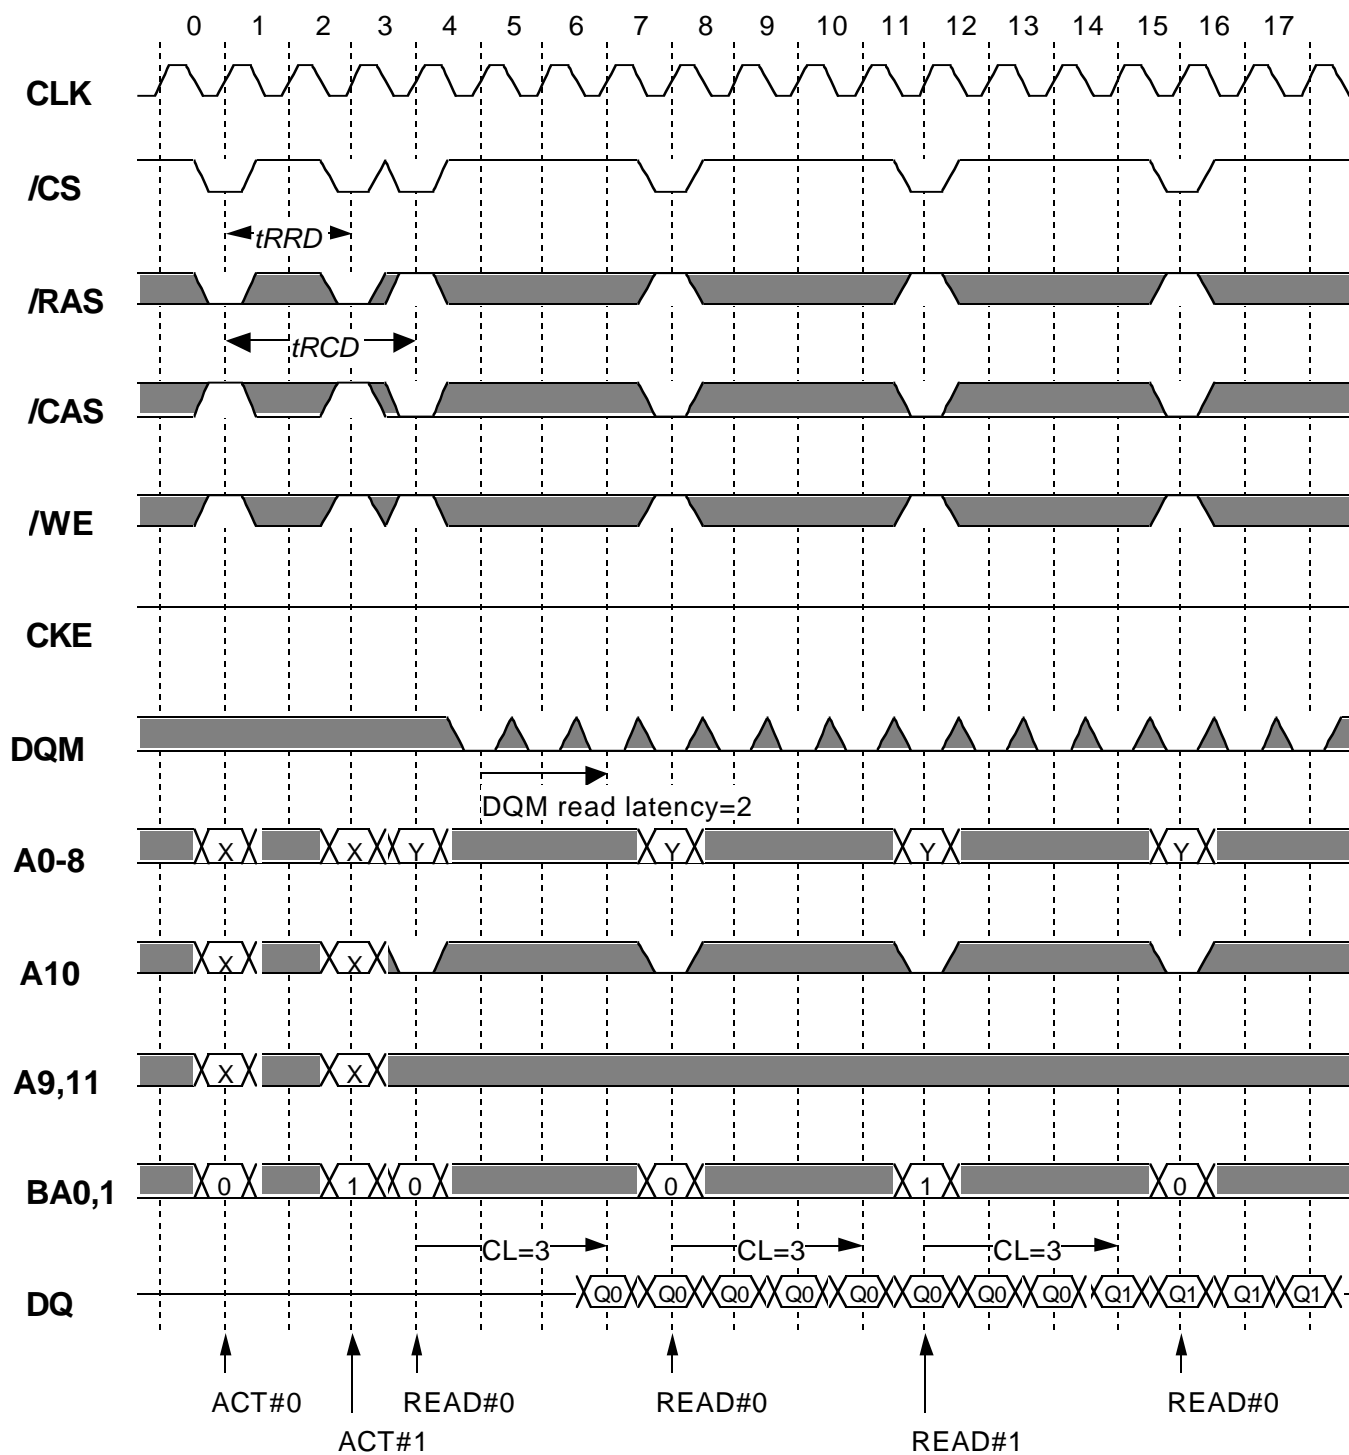 0 1 2 3 4 5 6 7 8 9 10 11 12 13 14 15 16 17
CLK
/CS
tRRD
/RAS
tRCD
/CAS
/WE
CKE
DQM
DQM read latency=2
A0-8 X X Y Y Y Y
A10 X X
A9,11 X X
BA0,1 0 1 0 0 1 0
CL=3 CL=3 CL=3
DQ Q0 Q0 Q0 Q0 Q0 Q0 Q0 Q0 Q1 Q1 Q1 Q1
ACT#0 READ#0 READ#0 READ#0
ACT#1 READ#1